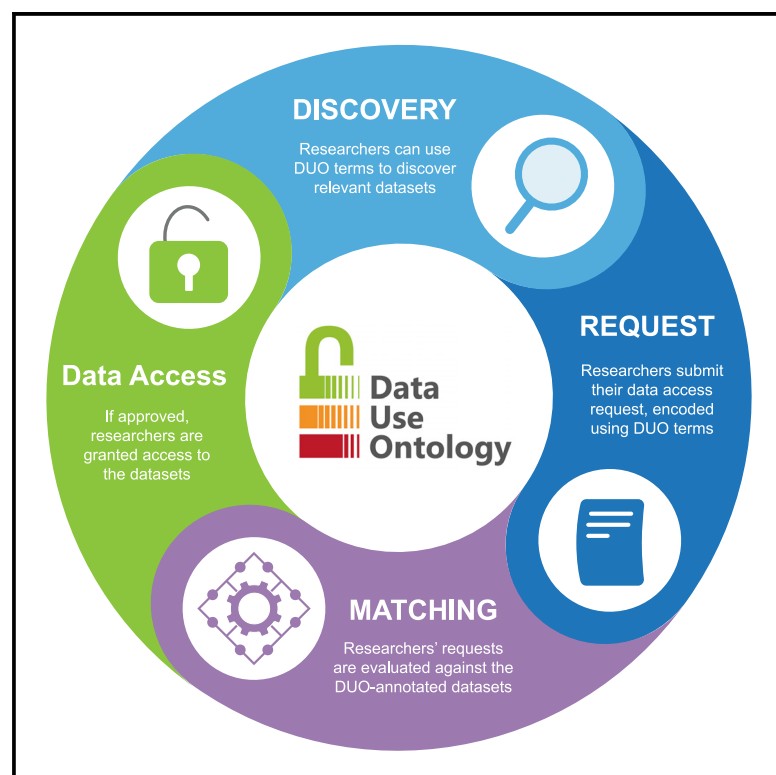 DISCOVERY
Researchers can use
DUO terms to discover
relevant datasets
REQUEST
Researchers submit
their data access
request, encoded
using DUO terms
MATCHING
Researchers' requests
are evaluated against the
DUO-annotated datasets
Data Access
If approved,
researchers are
granted access to
the datasets
Data
Use
Ontology